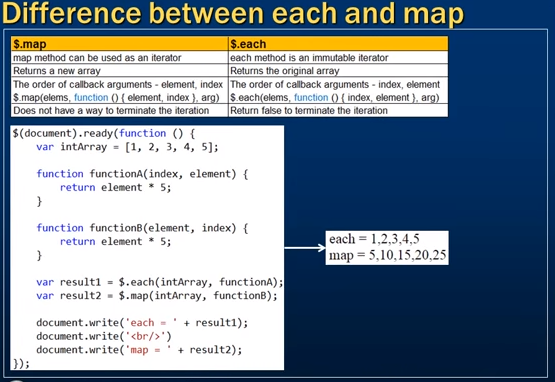 Difference between each and map
$.map $.each
map method can be used as an iterator each method is an immutable iterator
Returns a new array Returns the original array
The order of callback arguments - element, index The order of callback arguments - index, element
$.map(elems, function () { element, index }, arg) $.each(elems, function () { index, element }, arg)
Does not have a way to terminate the iteration Return false to terminate the iteration
$(document).ready(function () {
var intArray = [1, 2, 3, 4, 5];
function functionA(index, element) {
return element * 5;
}
function functionB(element, index) {
return element * 5;
}
var result1 = $.each(intArray, functionA);
var result2 = $.map(intArray, functionB);
document.write('each = ' + result1);
document.write('<br/>')
document.write('map = ' + result2);
});
each = 1,2,3,4,5
map = 5,10,15,20,25